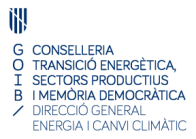 G CONSELLERIA
O TRANSICIÓ ENERGÈTICA,
I SECTORS PRODUCTIUS
B I MEMÒRIA DEMOCRÀTICA
/ DIRECCIÓ GENERAL
ENERGIA I CANVI CLIMÀTIC